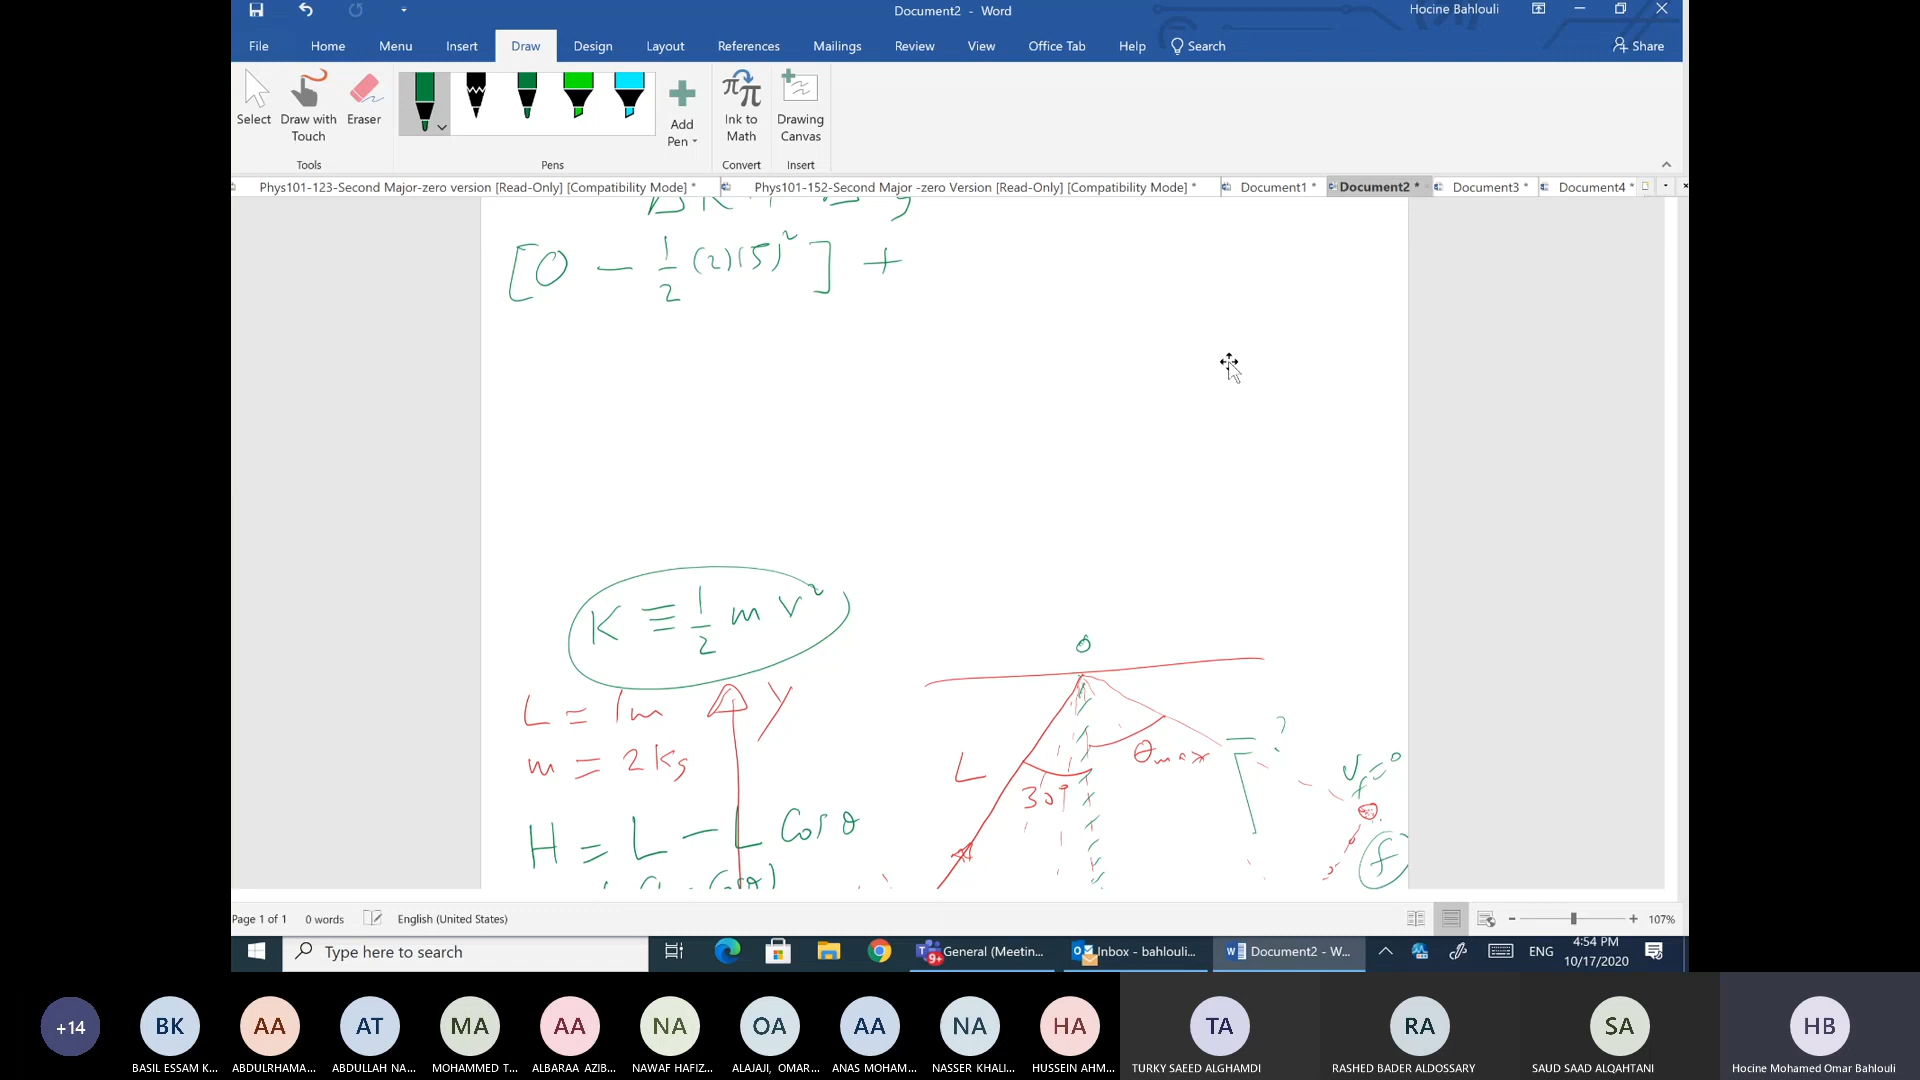 Document2 - Word
Hocine Bahlouli
File Home Menu Insert Draw Design Layout References Mailings Review View Office Tab Help Search Share
Select Draw with Touch Eraser
Add Pen
Ink to Math
Drawing Canvas
Tools Pens Convert Insert
Phys101-123-Second Major-zero version [Read-Only] [Compatibility Mode] *
Phys101-152-Second Major -zero Version [Read-Only] [Compatibility Mode] *
Document1 * Document2 * Document3 * Document4 *
[0 - 1/2 (2)(5)²] +
K ≡ 1/2 m v²
L = 1m
Y
m = 2 kg
H = L - L Cos θ
0
L
30°
θmax
?
Vf = 0
f
Page 1 of 1 0 words English (United States) 107%
Type here to search
General (Meetin...
9+
Inbox - bahlouli...
Document2 - W...
ENG
4:54 PM
10/17/2020
+14 BK AA AT MA AA NA OA AA NA HA TA RA SA HB
BASIL ESSAM K... ABDULRHAMA... ABDULLAH NA... MOHAMMED T... ALBARAA AZIB... NAWAF HAFIZ... ALAJAJI, OMAR... ANAS MOHAM... NASSER KHALI... HUSSEIN AHM... TURKY SAEED ALGHAMDI RASHED BADER ALDOSSARY SAUD SAAD ALQAHTANI Hocine Mohamed Omar Bahlouli